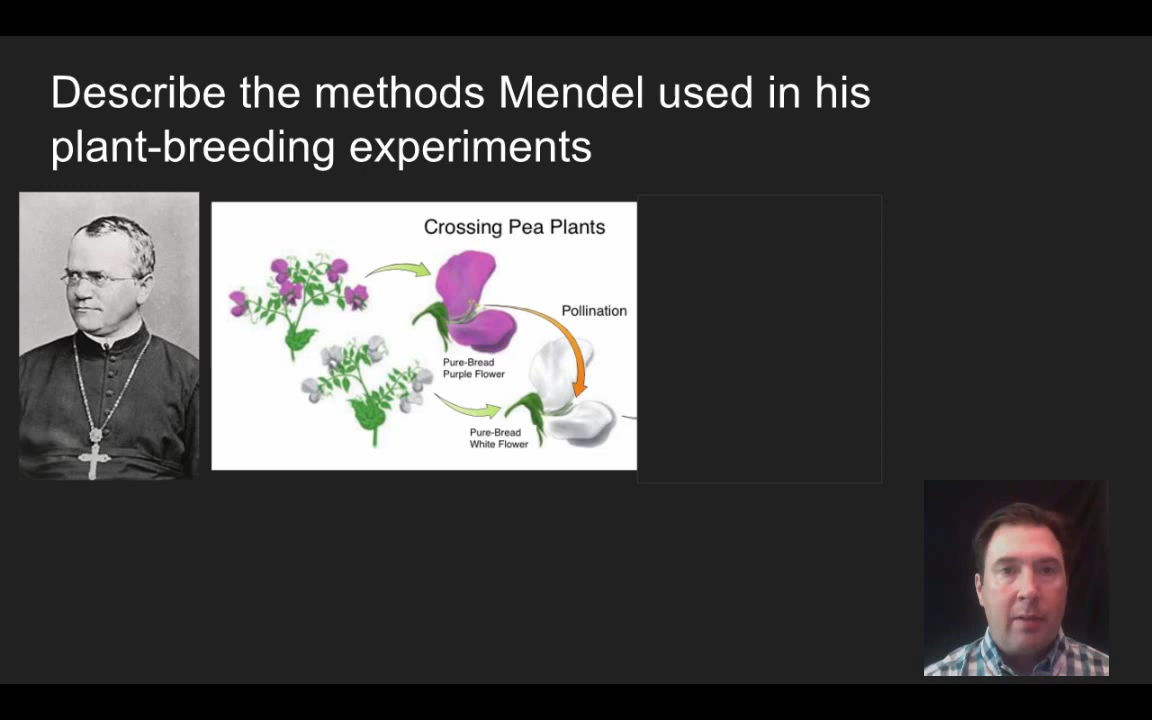 Describe the methods Mendel used in his
plant-breeding experiments
Crossing Pea Plants
Pollination
Pure-Bread
Purple Flower
Pure-Bread
White Flower